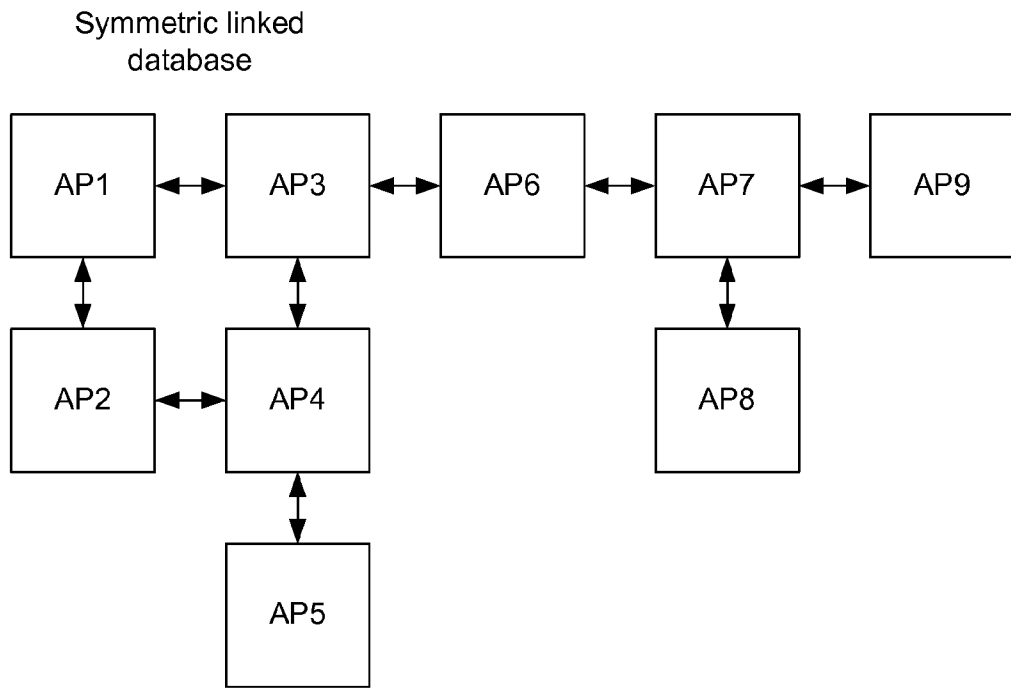 Symmetric linked
database
AP1
AP3
AP6
AP7
AP9
AP2
AP4
AP8
AP5